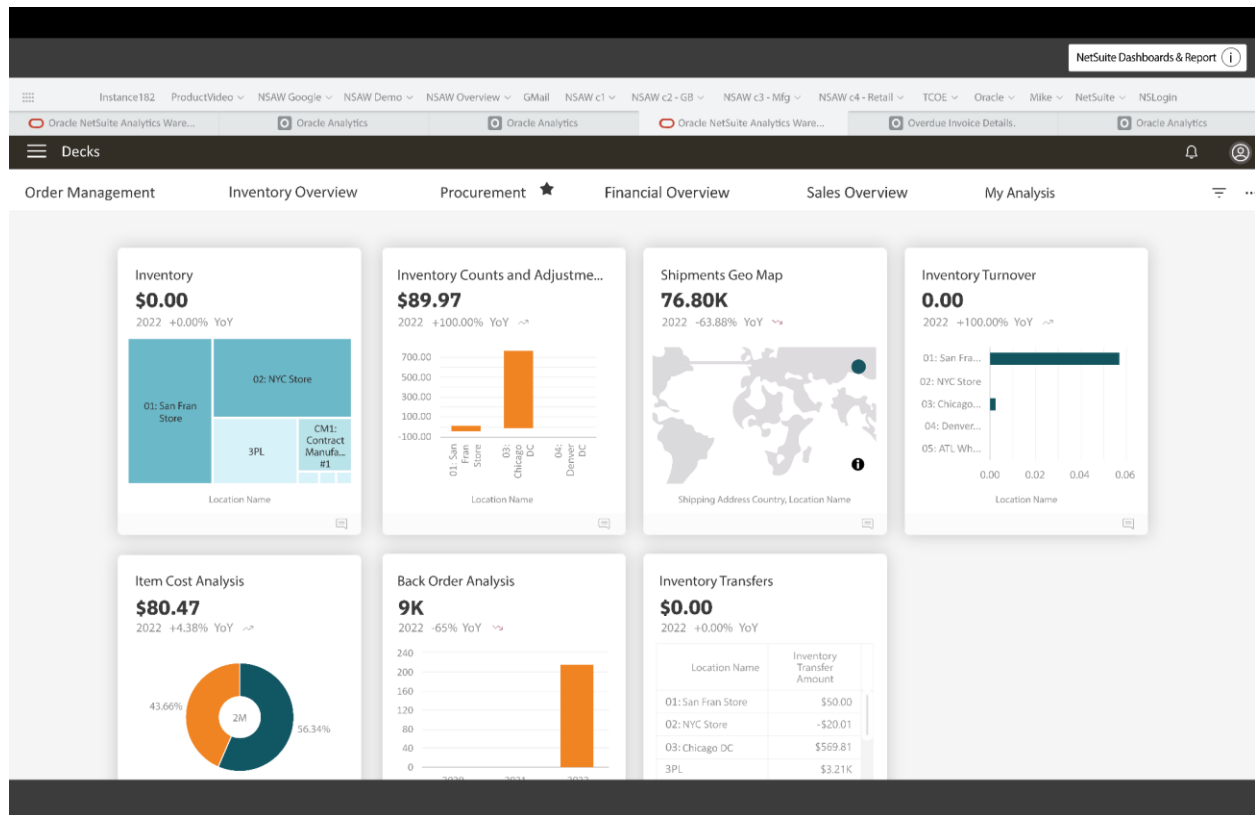 NetSuite Dashboards & Report i
Instance182 ProductVideo NSAW Google NSAW Demo NSAW Overview GMail NSAW c1 NSAW c2 - GB NSAW c3 - Mfg NSAW c4 - Retail TCOE Oracle Mike NetSuite NSLogin
Oracle NetSuite Analytics Ware... Oracle Analytics Oracle Analytics Oracle NetSuite Analytics Ware... Overdue Invoice Details. Oracle Analytics
Decks
Order Management Inventory Overview Procurement Financial Overview Sales Overview My Analysis
Inventory
$0.00
2022 +0.00% YoY
02: NYC Store
01: San Fran
Store
3PL
CM1:
Contract
Manufa...
#1
Location Name
Inventory Counts and Adjustme...
$89.97
2022 +100.00% YoY
700.00
500.00
300.00
100.00
-100.00
01: San
Fran
Store
03:
Chicago
DC
04:
Denver
DC
Location Name
Shipments Geo Map
76.80K
2022 -63.88% YoY
i
Shipping Address Country, Location Name
Inventory Turnover
0.00
2022 +100.00% YoY
01: San Fra...
02: NYC Store
03: Chicago...
04: Denver...
05: ATL Wh...
0.00 0.02 0.04 0.06
Location Name
Item Cost Analysis
$80.47
2022 +4.38% YoY
43.66%
2M
56.34%
Back Order Analysis
9K
2022 -65% YoY
240
200
160
120
80
40
0
2020 2021 2022
Inventory Transfers
$0.00
2022 +0.00% YoY
Location Name
Inventory
Transfer
Amount
01: San Fran Store $50.00
02: NYC Store -$20.01
03: Chicago DC $569.81
3PL $3.21K